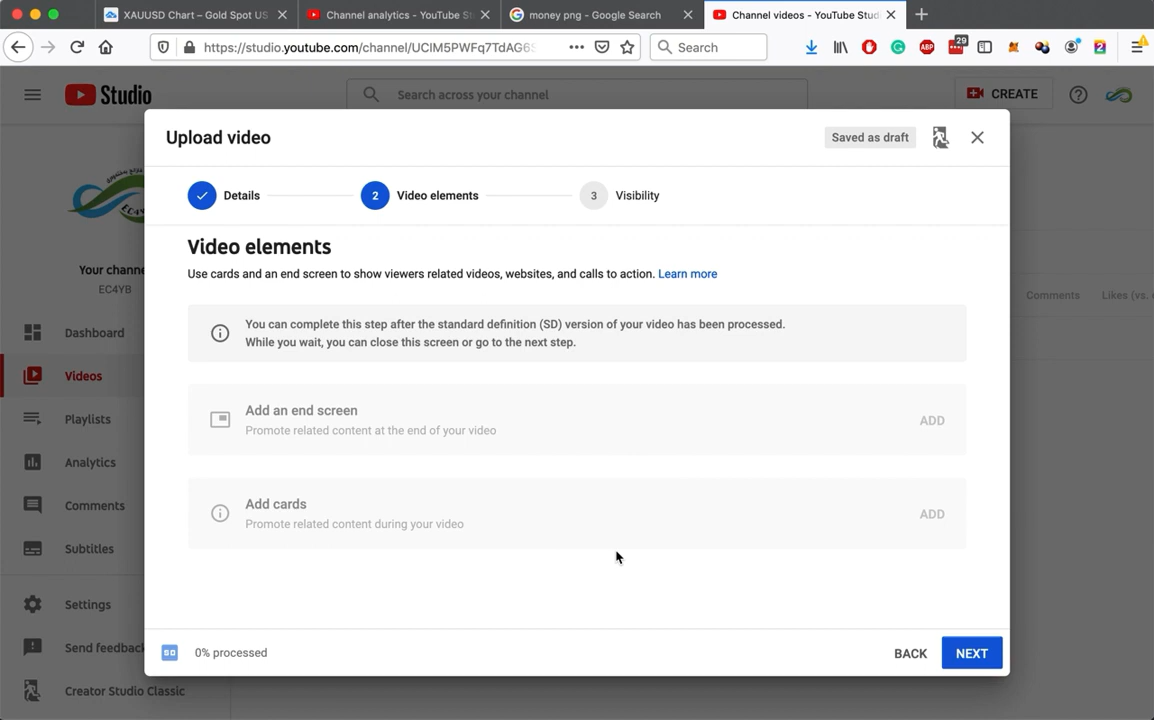 XAUUSD Chart – Gold Spot US
Channel analytics - YouTube St
money png - Google Search
Channel videos - YouTube Stud
https://studio.youtube.com/channel/UCIM5PWFq7TdAG6
Search
ABP
29
2
Studio
Search across your channel
CREATE
Upload video
Saved as draft
Details
2
Video elements
3
Visibility
Video elements
Use cards and an end screen to show viewers related videos, websites, and calls to action. Learn more
You can complete this step after the standard definition (SD) version of your video has been processed.
While you wait, you can close this screen or go to the next step.
Add an end screen
Promote related content at the end of your video
ADD
Add cards
Promote related content during your video
ADD
SD
0% processed
BACK
NEXT
Your channe
EC4YB
Dashboard
Videos
Playlists
Analytics
Comments
Subtitles
Settings
Send feedback
Creator Studio Classic
Comments
Likes (vs.